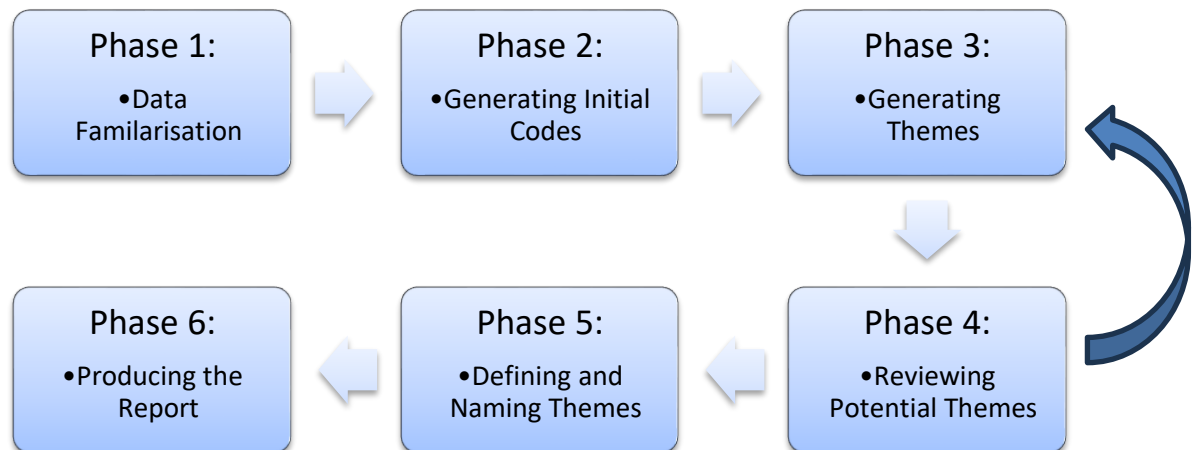 Phase 1:
•Data
Familarisation
Phase 2:
•Generating Initial
Codes
Phase 3:
•Generating
Themes
Phase 4:
•Reviewing
Potential Themes
Phase 5:
•Defining and
Naming Themes
Phase 6:
•Producing the
Report